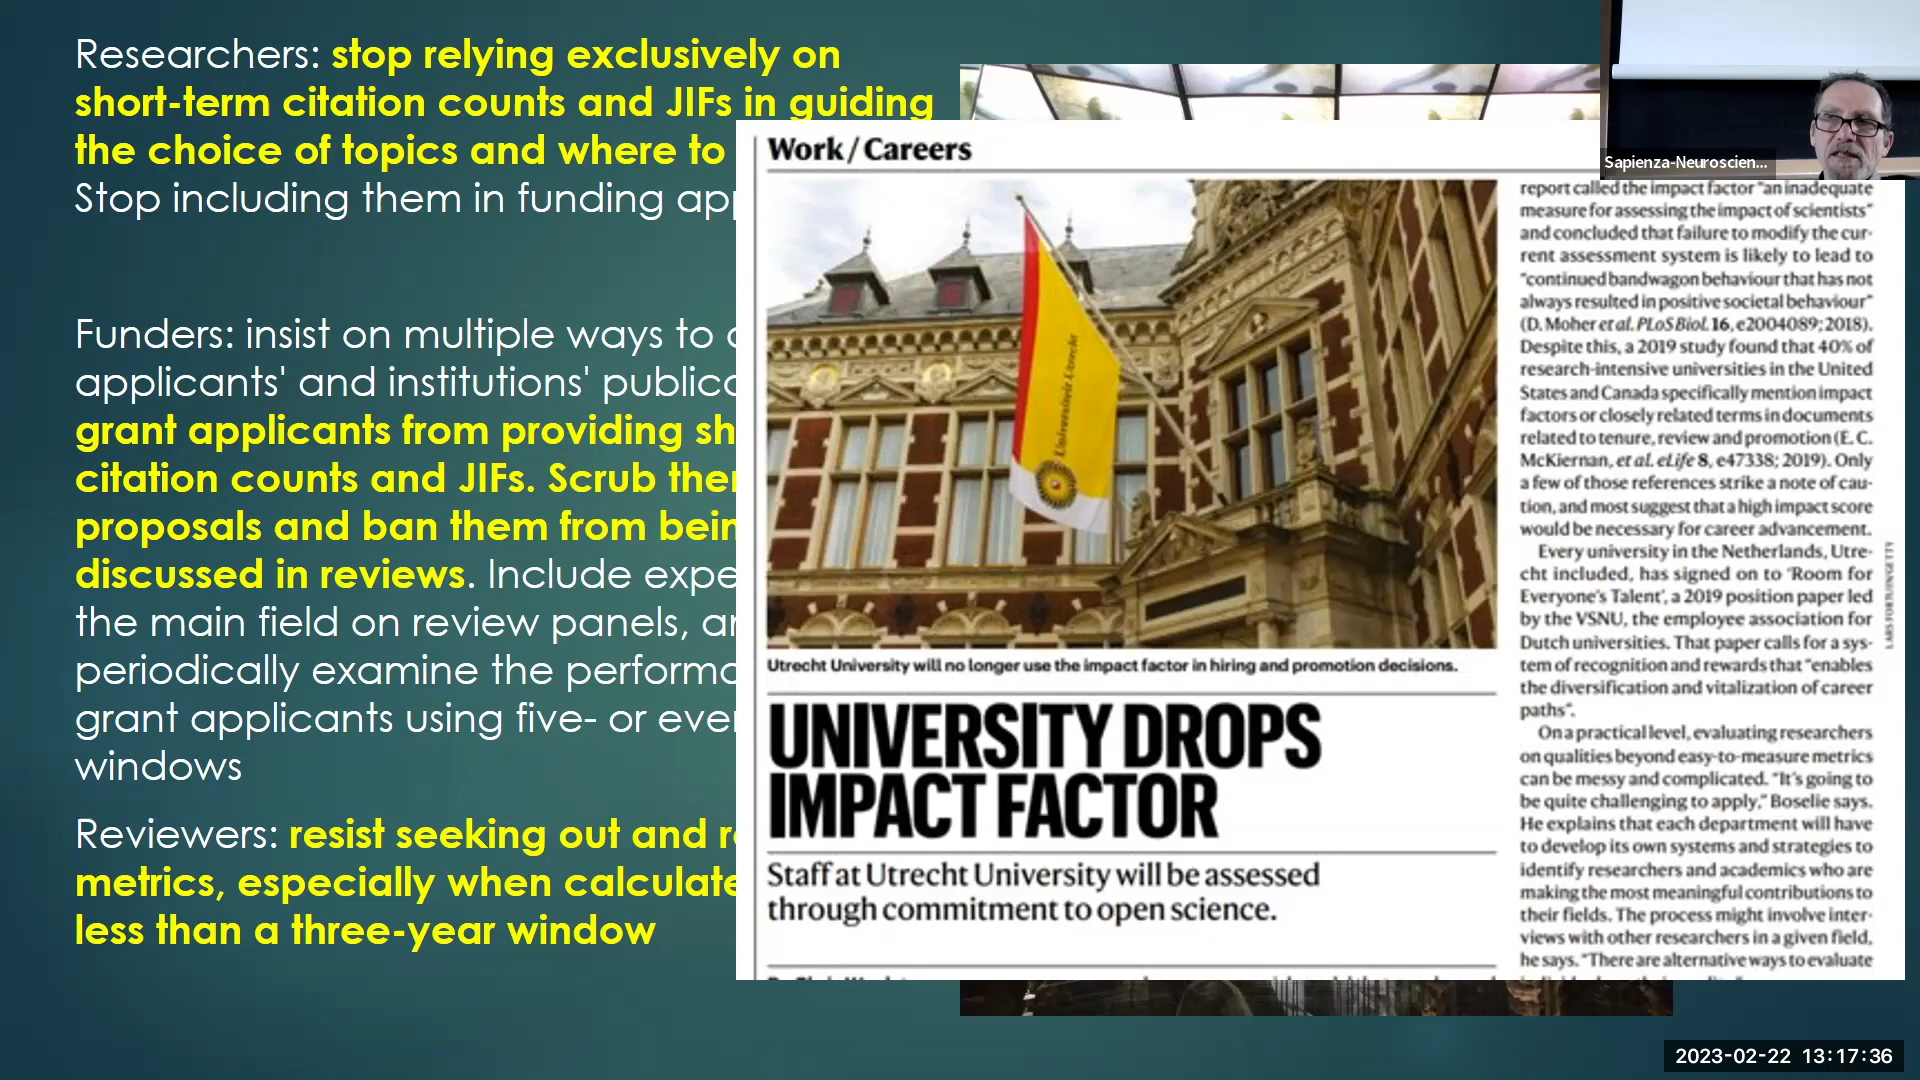 Researchers: stop relying exclusively on
short-term citation counts and JIFs in guiding
the choice of topics and where to
Stop including them in funding
Funders: insist on multiple ways to
applicants' and institutions'
grant applicants from providing
citation counts and JIFs. Scrub
proposals and ban them from
discussed in reviews. Include
the main field on review panels,
periodically examine the
grant applicants using five- or
windows
Reviewers: resist seeking out and
metrics, especially when
less than a three-year window
Work / Careers
Universiteit Utrecht
Utrecht University will no longer use the impact factor in hiring and promotion decisions.
UNIVERSITY DROPS
IMPACT FACTOR
Staff at Utrecht University will be assessed
through commitment to open science.
report called the impact factor “an inadequate
measure for assessing the impact of scientists”
and concluded that failure to modify the cur-
rent assessment system is likely to lead to
“continued bandwagon behaviour that has not
always resulted in positive societal behaviour”
(D. Moher et al. PLoS Biol. 16, e2004089; 2018).
Despite this, a 2019 study found that 40% of
research-intensive universities in the United
States and Canada specifically mention impact
factors or closely related terms in documents
related to tenure, review and promotion (E. C.
McKiernan, et al. eLife 8, e47338; 2019). Only
a few of those references strike a note of cau-
tion, and most suggest that a high impact score
would be necessary for career advancement.
Every university in the Netherlands, Utre-
cht included, has signed on to ‘Room for
Everyone’s Talent’, a 2019 position paper led
by the VSNU, the employee association for
Dutch universities. That paper calls for a sys-
tem of recognition and rewards that “enables
the diversification and vitalization of career
paths”.
On a practical level, evaluating researchers
on qualities beyond easy-to-measure metrics
can be messy and complicated. “It’s going to
be quite challenging to apply,” Boselie says.
He explains that each department will have
to develop its own systems and strategies to
identify researchers and academics who are
making the most meaningful contributions to
their fields. The process might involve inter-
views with other researchers in a given field,
he says. “There are alternative ways to evaluate
LARS FORTUIN/GETTY
Sapienza-Neuroscien...
2023-02-22 13:17:36